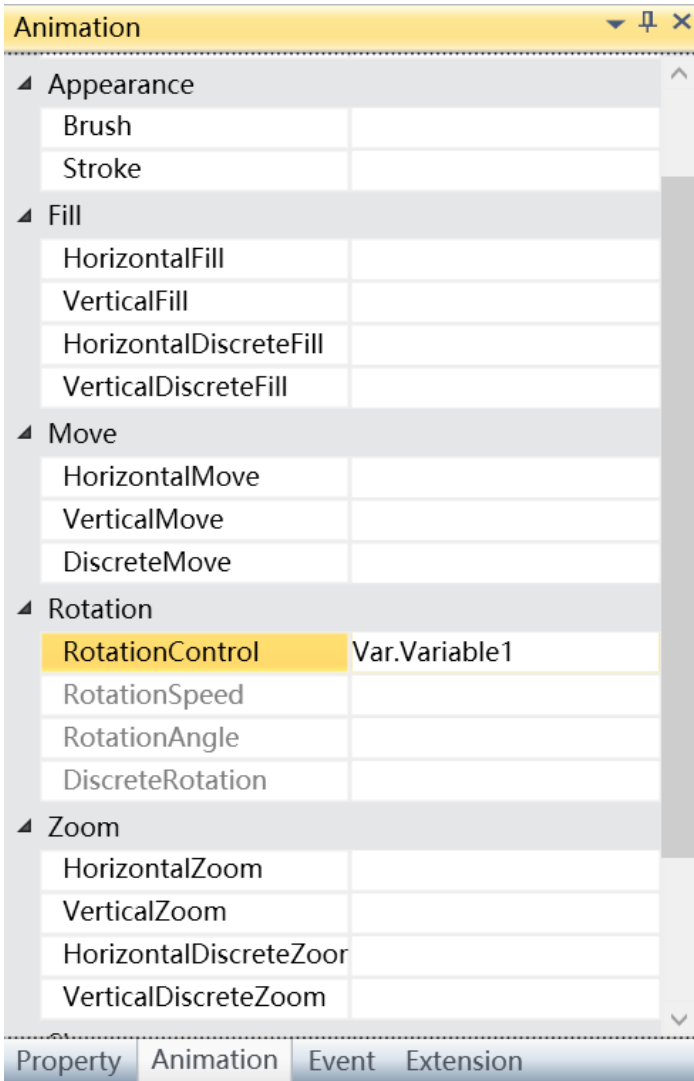 Animation
Appearance
Brush
Stroke
Fill
HorizontalFill
VerticalFill
HorizontalDiscreteFill
VerticalDiscreteFill
Move
HorizontalMove
VerticalMove
DiscreteMove
Rotation
RotationControl Var.Variable1
RotationSpeed
RotationAngle
DiscreteRotation
Zoom
HorizontalZoom
VerticalZoom
HorizontalDiscreteZoor
VerticalDiscreteZoom
Property Animation Event Extension